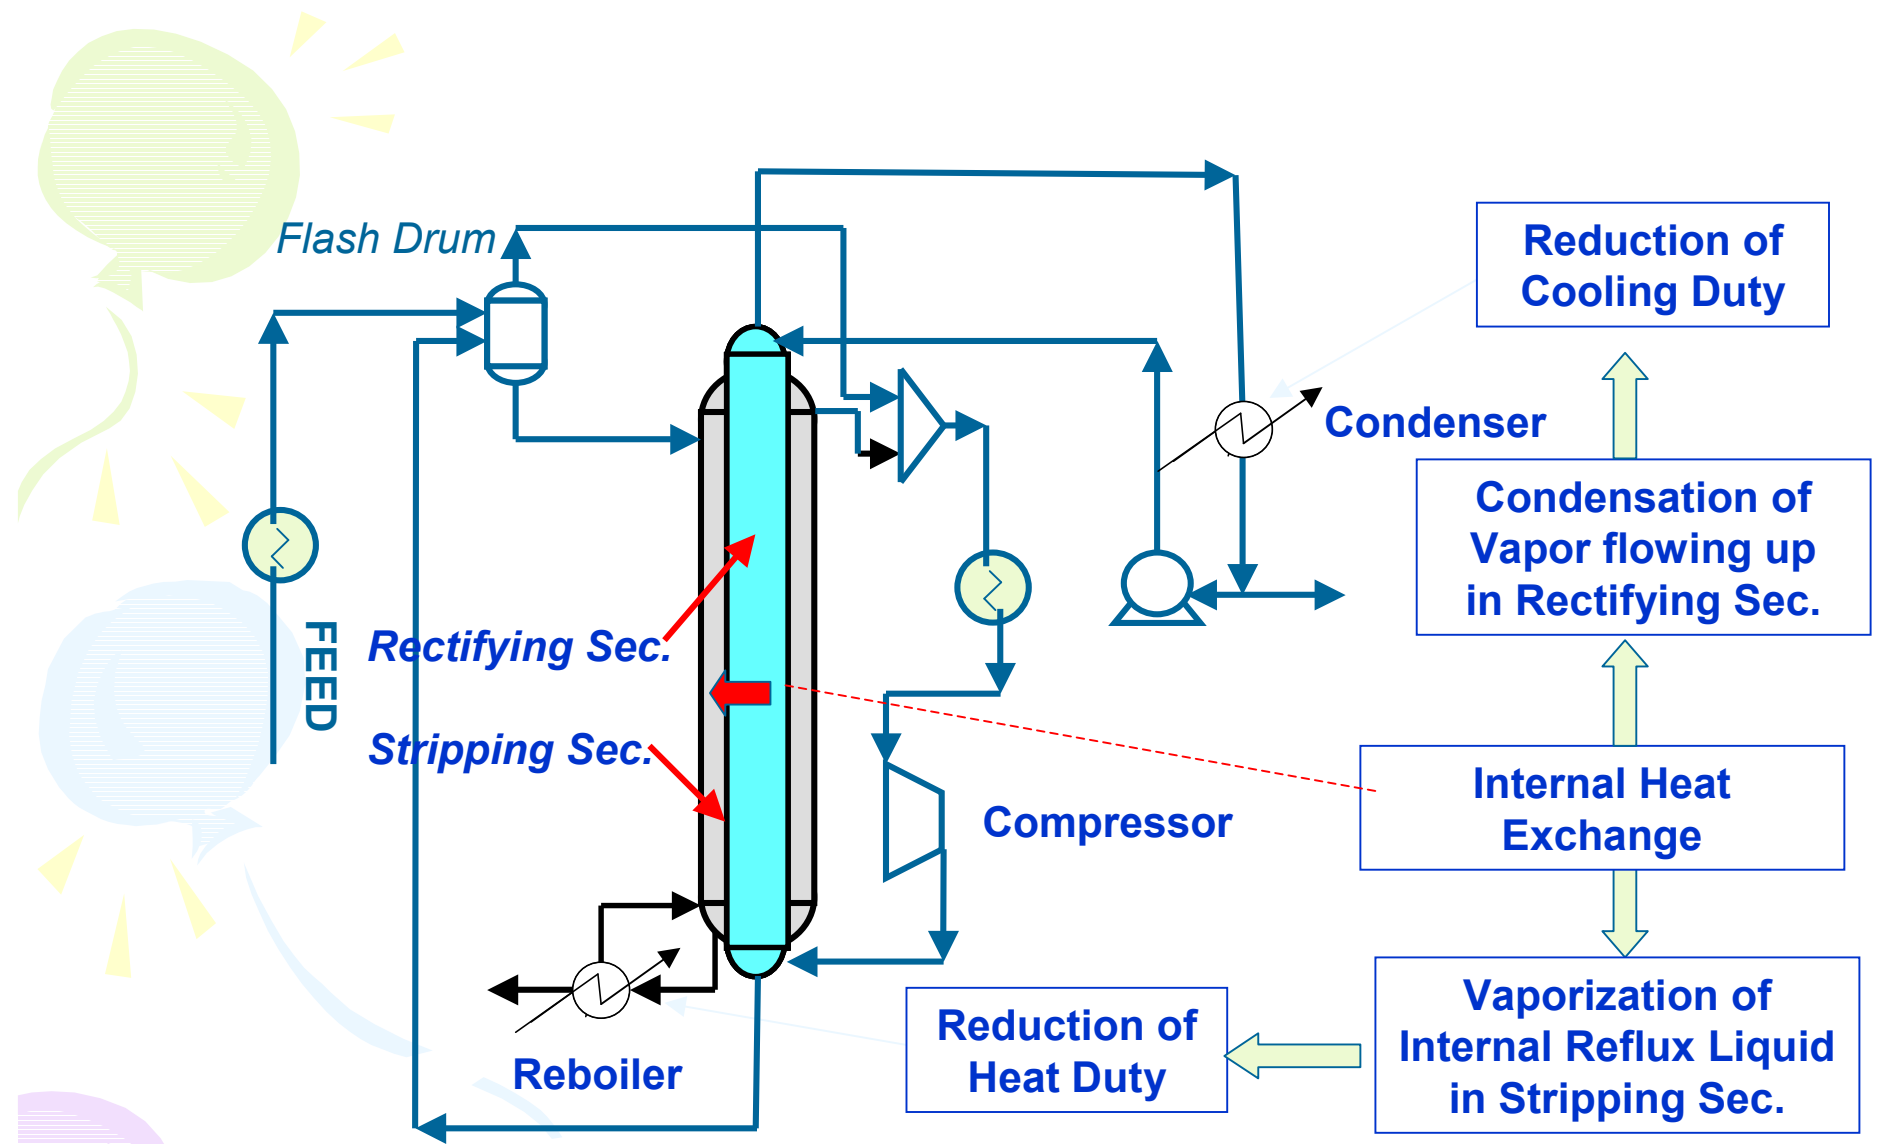 Flash Drum
Reduction of
Cooling Duty
Condenser
Condensation of
Vapor flowing up
in Rectifying Sec.
FEED
Rectifying Sec.
Stripping Sec.
Internal Heat
Exchange
Compressor
Reboiler
Reduction of
Heat Duty
Vaporization of
Internal Reflux Liquid
in Stripping Sec.